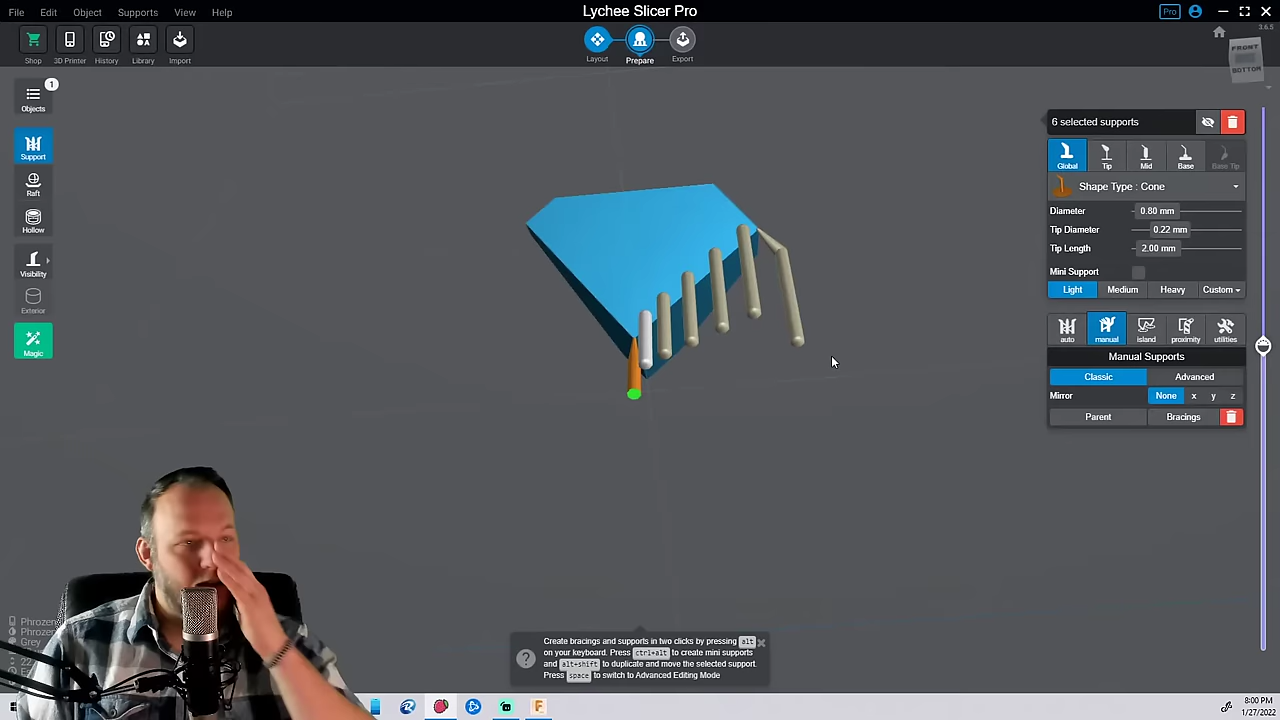 File Edit Object Supports View Help
Lychee Slicer Pro
Pro
3.6.5
Shop 3D Printer History Library Import
Layout Prepare Export
FRONT
BOTTOM
Objects
1
Support
Raft
Hollow
Visibility
Exterior
Magic
6 selected supports
Global Tip Mid Base Base Tip
Shape Type : Cone
Diameter 0.80 mm
Tip Diameter 0.22 mm
Tip Length 2.00 mm
Mini Support
Light Medium Heavy Custom
auto manual island proximity utilities
Manual Supports
Classic Advanced
Mirror None x y z
Parent Bracings
Phrozen
Phrozen
Grey
Create bracings and supports in two clicks by pressing alt
on your keyboard. Press ctrl+alt to create mini supports
and alt+shift to duplicate and move the selected support.
Press space to switch to Advanced Editing Mode
8:00 PM
1/27/2022